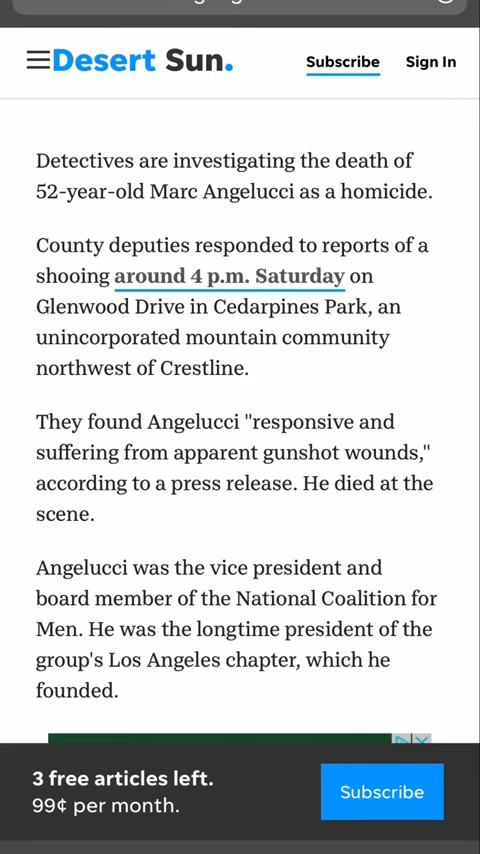 Desert Sun.
Subscribe
Sign In
Detectives are investigating the death of
52-year-old Marc Angelucci as a homicide.
County deputies responded to reports of a
shooing around 4 p.m. Saturday on
Glenwood Drive in Cedarpines Park, an
unincorporated mountain community
northwest of Crestline.
They found Angelucci "responsive and
suffering from apparent gunshot wounds,"
according to a press release. He died at the
scene.
Angelucci was the vice president and
board member of the National Coalition for
Men. He was the longtime president of the
group's Los Angeles chapter, which he
founded.
3 free articles left.
99¢ per month.
Subscribe